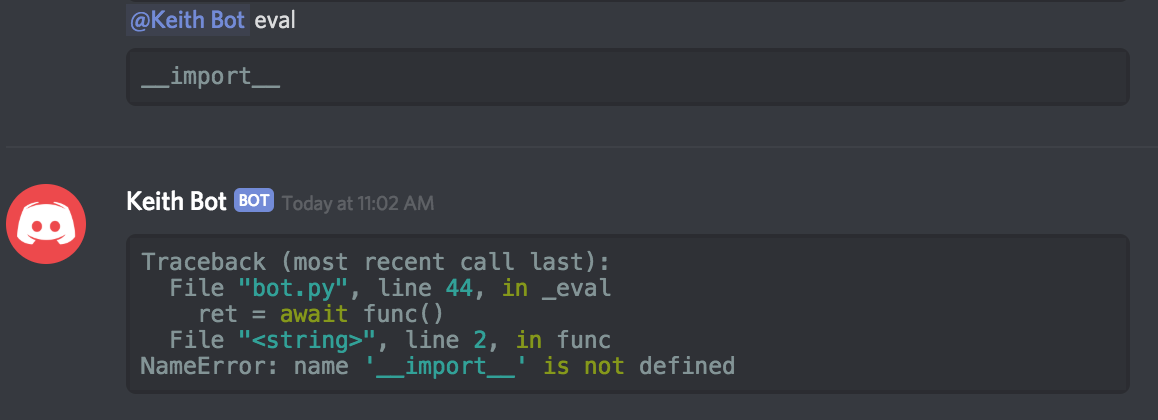 @Keith Bot eval
__import__
Keith Bot BOT Today at 11:02 AM
Traceback (most recent call last):
  File "bot.py", line 44, in _eval
    ret = await func()
  File "<string>", line 2, in func
NameError: name '__import__' is not defined